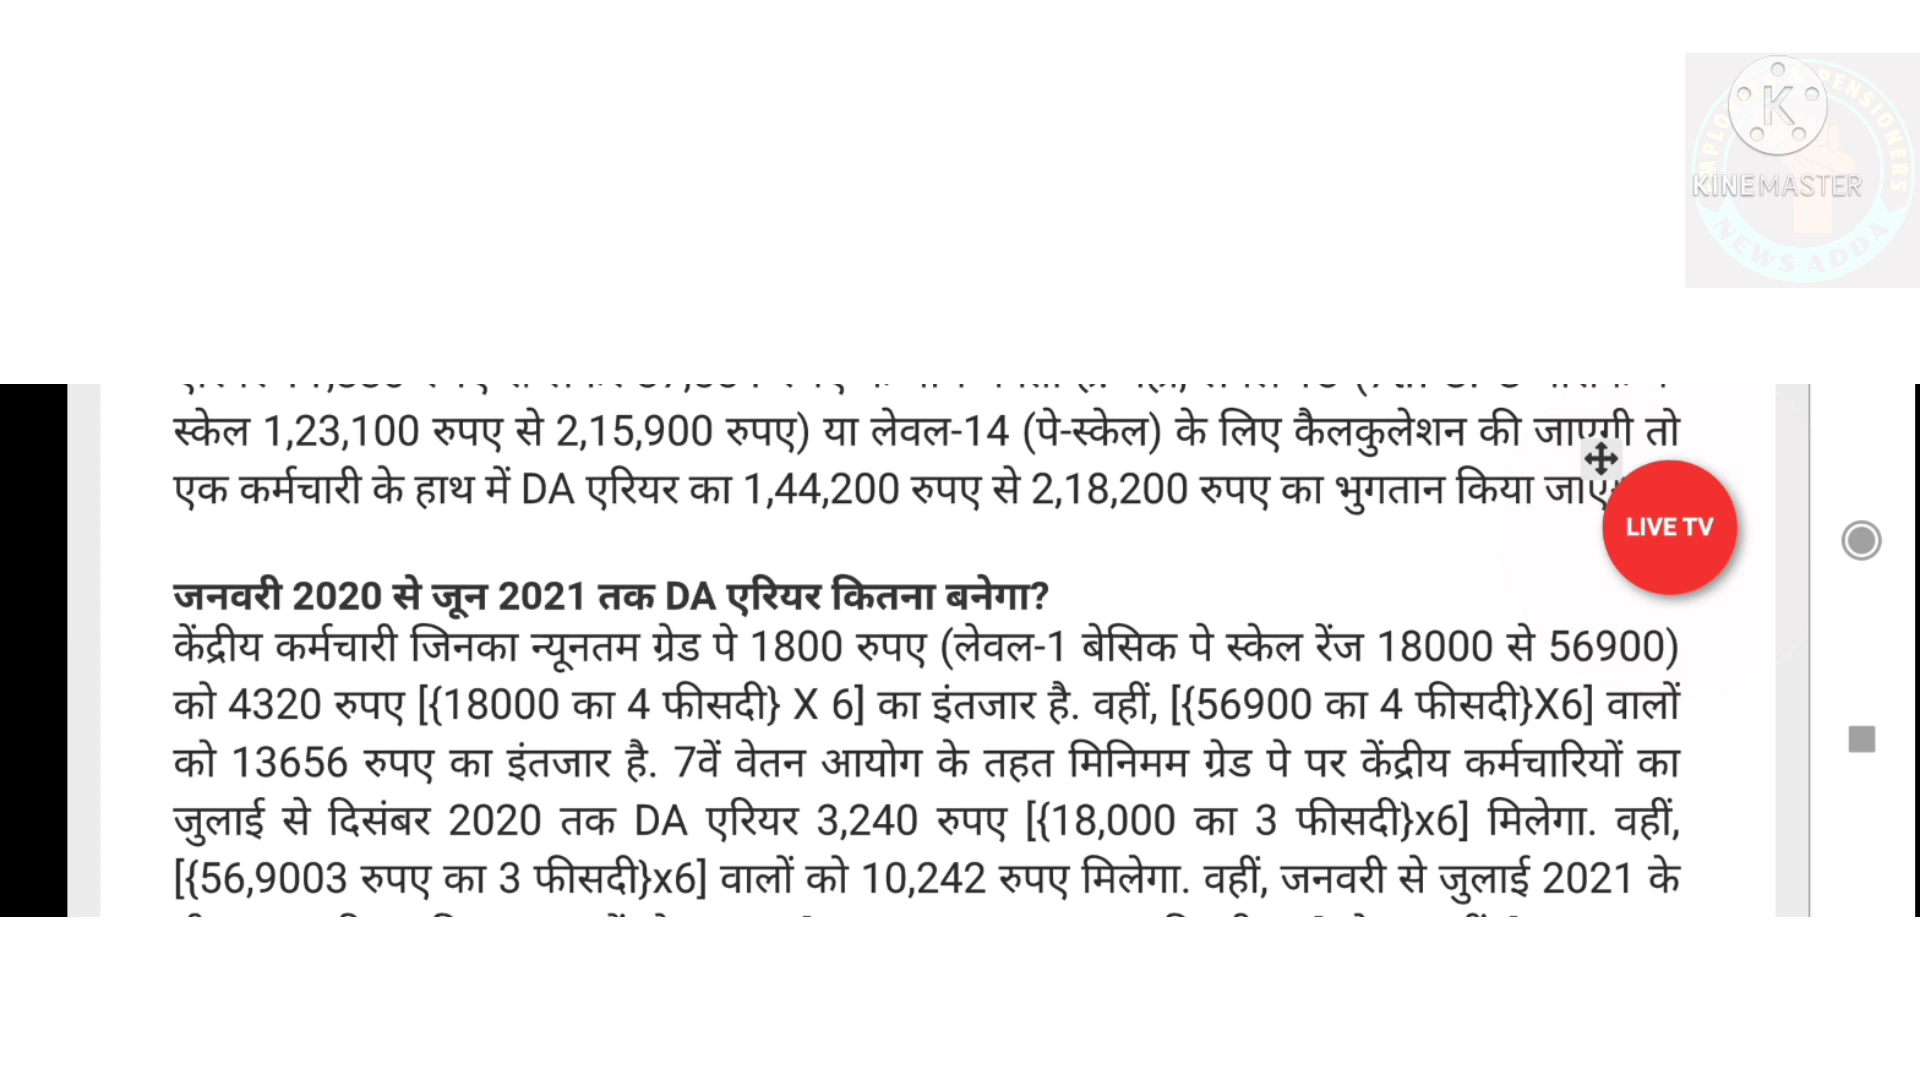 KINEMASTER
PENSIONERS
NEWS ADDA
स्केल 1,23,100 रुपए से 2,15,900 रुपए) या लेवल-14 (पे-स्केल) के लिए कैलकुलेशन की जाएगी तो
एक कर्मचारी के हाथ में DA एरियर का 1,44,200 रुपए से 2,18,200 रुपए का भुगतान किया
LIVE TV
जनवरी 2020 से जून 2021 तक DA एरियर कितना बनेगा?
केंद्रीय कर्मचारी जिनका न्यूनतम ग्रेड पे 1800 रुपए (लेवल-1 बेसिक पे स्केल रेंज 18000 से 56900)
को 4320 रुपए [{18000 का 4 फीसदी} X 6] का इंतजार है. वहीं, [{56900 का 4 फीसदी}X6] वालों
को 13656 रुपए का इंतजार है. 7वें वेतन आयोग के तहत मिनिमम ग्रेड पे पर केंद्रीय कर्मचारियों का
जुलाई से दिसंबर 2020 तक DA एरियर 3,240 रुपए [{18,000 का 3 फीसदी}x6] मिलेगा. वहीं,
[{56,9003 रुपए का 3 फीसदी}x6] वालों को 10,242 रुपए मिलेगा. वहीं, जनवरी से जुलाई 2021 के